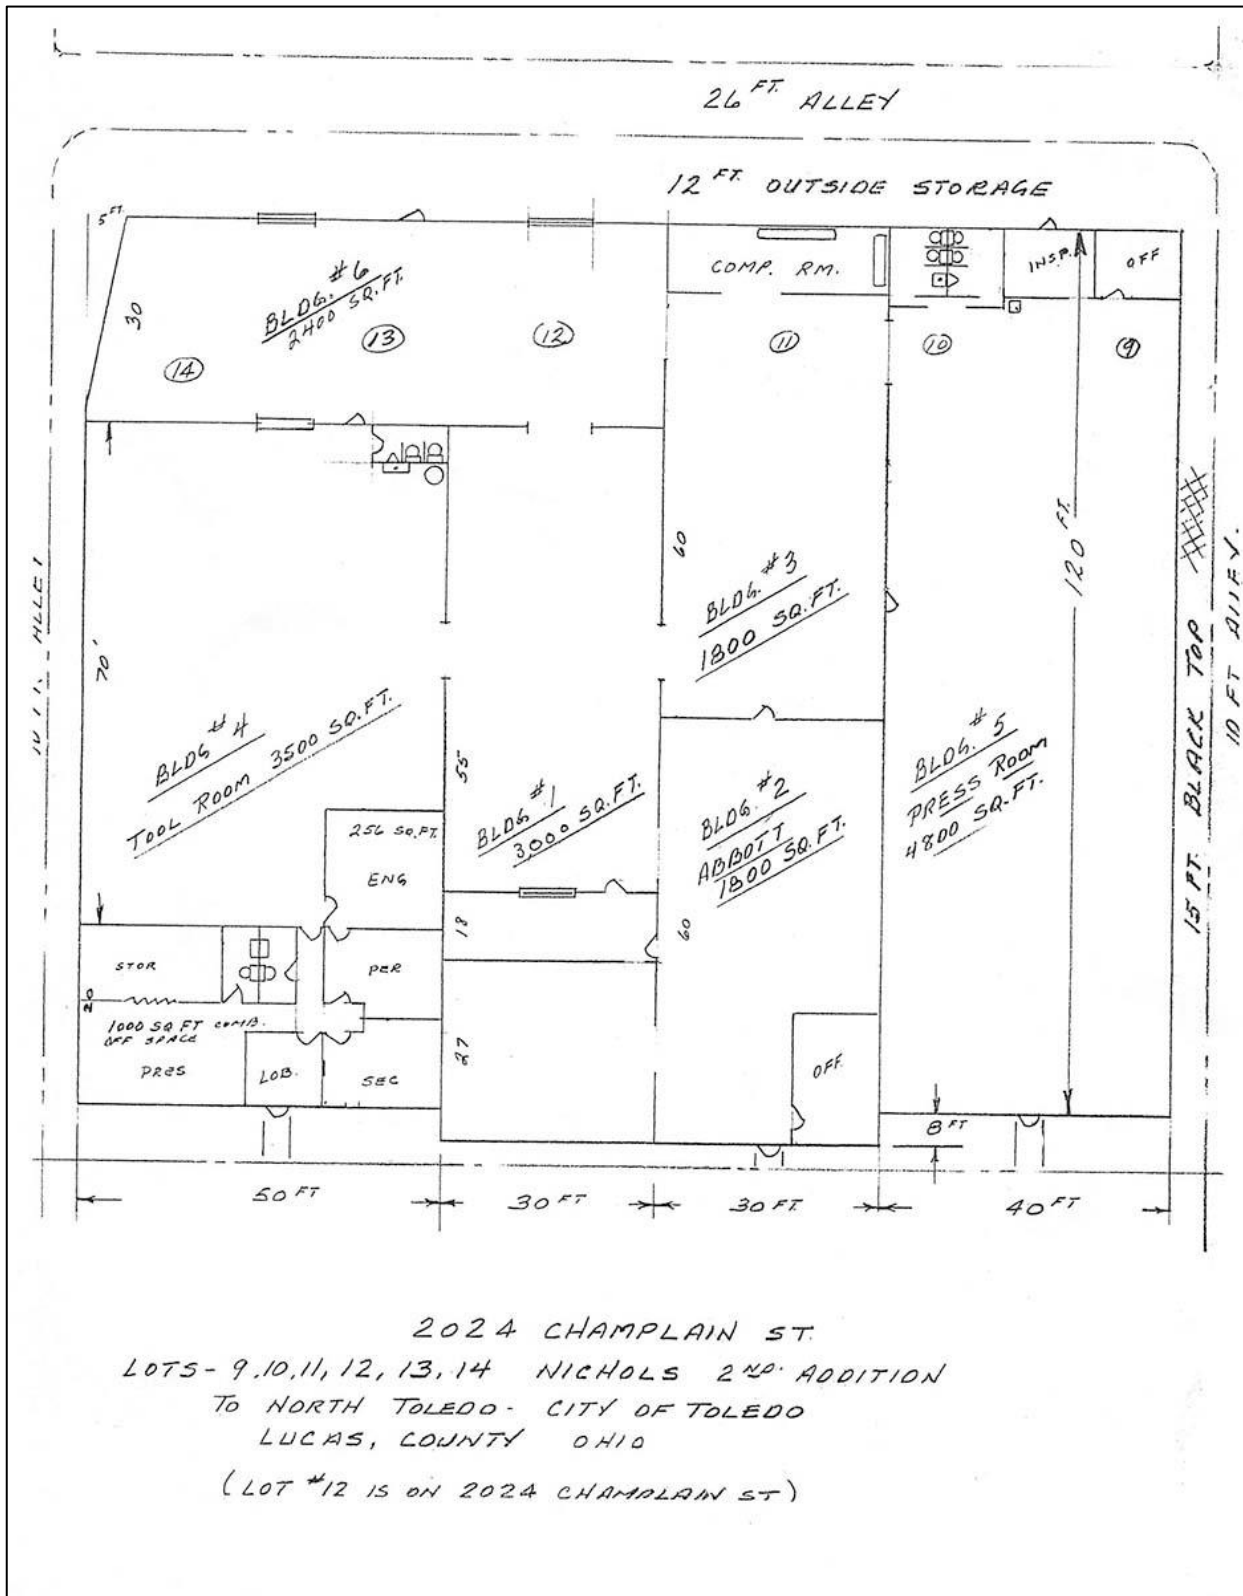 26 FT. ALLEY
12 FT. OUTSIDE STORAGE
5 FT.
BLDG. #6
2400 SQ.FT.
30
14
13
12
COMP. RM.
11
10
INSP.
OFF
9
70'
BLDG #4
TOOL ROOM 3500 SQ.FT.
256 SQ.FT.
ENG
55
BLDG #1
3000 SQ.FT.
18
27
60
BLDG. #3
1800 SQ.FT.
BLDG. #2
ABBOTT
1800 SQ.FT.
60
OFF.
120 FT.
BLDG. #5
PRESS ROOM
4800 SQ.FT.
15 FT. BLACK TOP
10 FT ALLEY.
STOR
PER
20
1000 SQ FT COMB.
OFF SPACE
PRES
LOB.
SEC
8 FT
50 FT
30 FT
30 FT.
40 FT
2024 CHAMPLAIN ST.
LOTS - 9,10,11,12,13,14 NICHOLS 2ND. ADDITION
TO NORTH TOLEDO - CITY OF TOLEDO
LUCAS, COUNTY OHIO
(LOT #12 IS ON 2024 CHAMPLAIN ST)